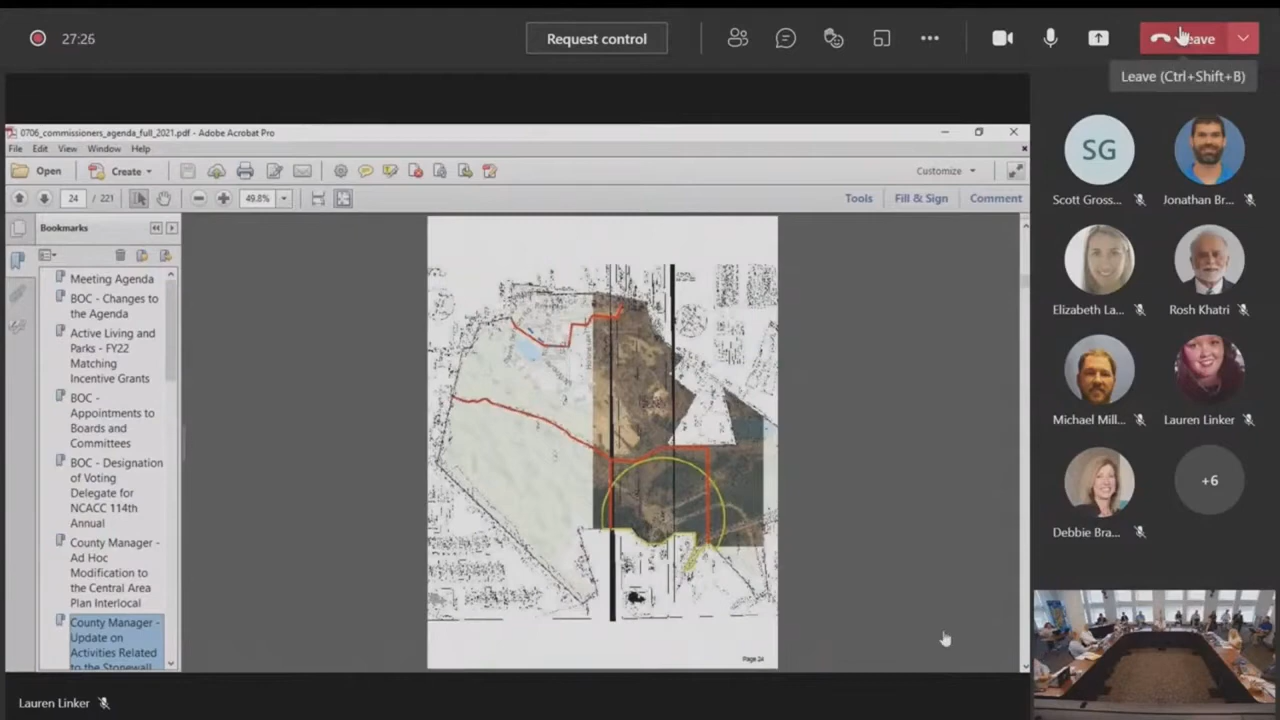 27:26
Request control
Leave
Leave (Ctrl+Shift+B)
0706_commissioners_agenda_full_2021.pdf - Adobe Acrobat Pro
File Edit View Window Help
Open
Create
Customize
24 / 221
49.8%
Tools
Fill & Sign
Comment
Bookmarks
Meeting Agenda
BOC - Changes to
the Agenda
Active Living and
Parks - FY22
Matching
Incentive Grants
BOC -
Appointments to
Boards and
Committees
BOC - Designation of
Voting
Delegate for
NCACC 114th
Annual
County Manager -
Ad Hoc
Modification to
the Central Area
Plan Interlocal
County Manager -
Update on
Activities Related
to the Stonewall
Page 24
SG
Scott Gross...
Jonathan Br...
Elizabeth La...
Rosh Khatri
Michael Mill...
Lauren Linker
Debbie Bra...
+6
Lauren Linker